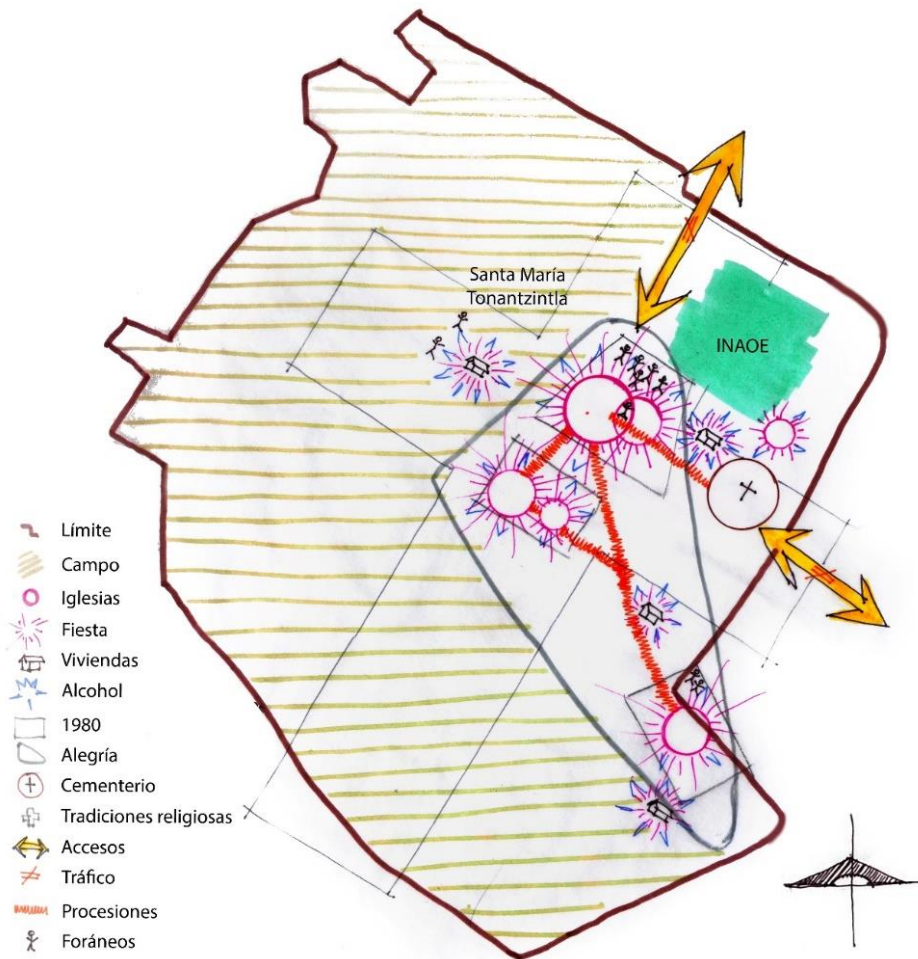 Santa María
Tonantzintla
INAOE
Límite
Campo
Iglesias
Fiesta
Viviendas
Alcohol
1980
Alegría
Cementerio
Tradiciones religiosas
Accesos
Tráfico
Procesiones
Foráneos